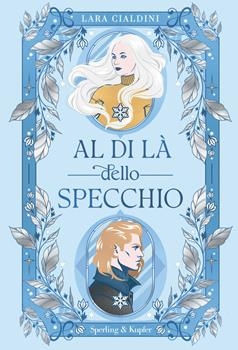 LARA CIALDINI
AL DI LÀ
dello
SPECCHIO
Sperling & Kupfer